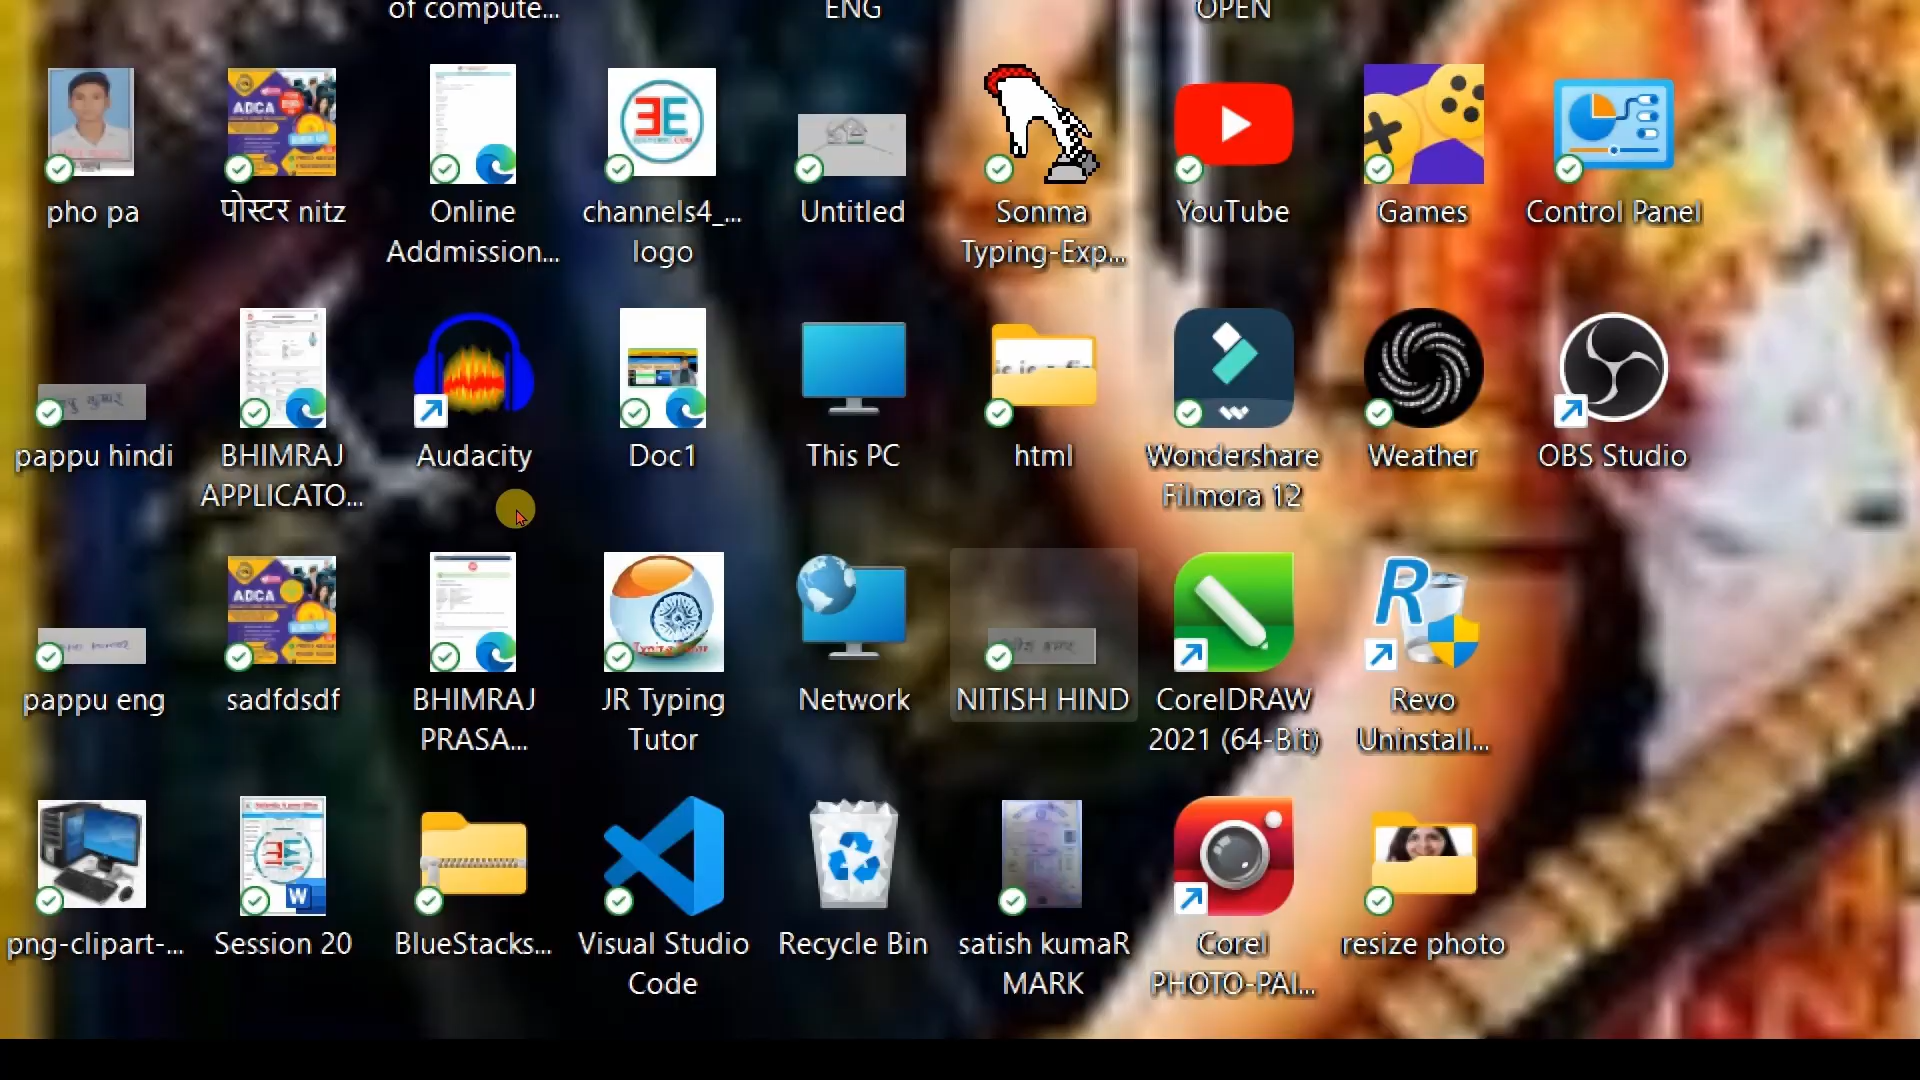 of compute...
ENG
OPEN
ADCA
3E
pho pa
पोस्टर nitz
Online
Addmission...
channels4_...
logo
Untitled
Sonma
Typing-Exp...
YouTube
Games
Control Panel
pappu hindi
BHIMRAJ
APPLICATO...
Audacity
Doc1
This PC
html
Wondershare
Filmora 12
Weather
OBS Studio
ADCA
pappu eng
sadfdsdf
BHIMRAJ
PRASA...
JR Typing
Tutor
Network
NITISH HIND
CorelDRAW
2021 (64-Bit)
R
Revo
Uninstall...
W
png-clipart-...
Session 20
BlueStacks...
Visual Studio
Code
Recycle Bin
satish kumaR
MARK
Corel
PHOTO-PAI...
resize photo